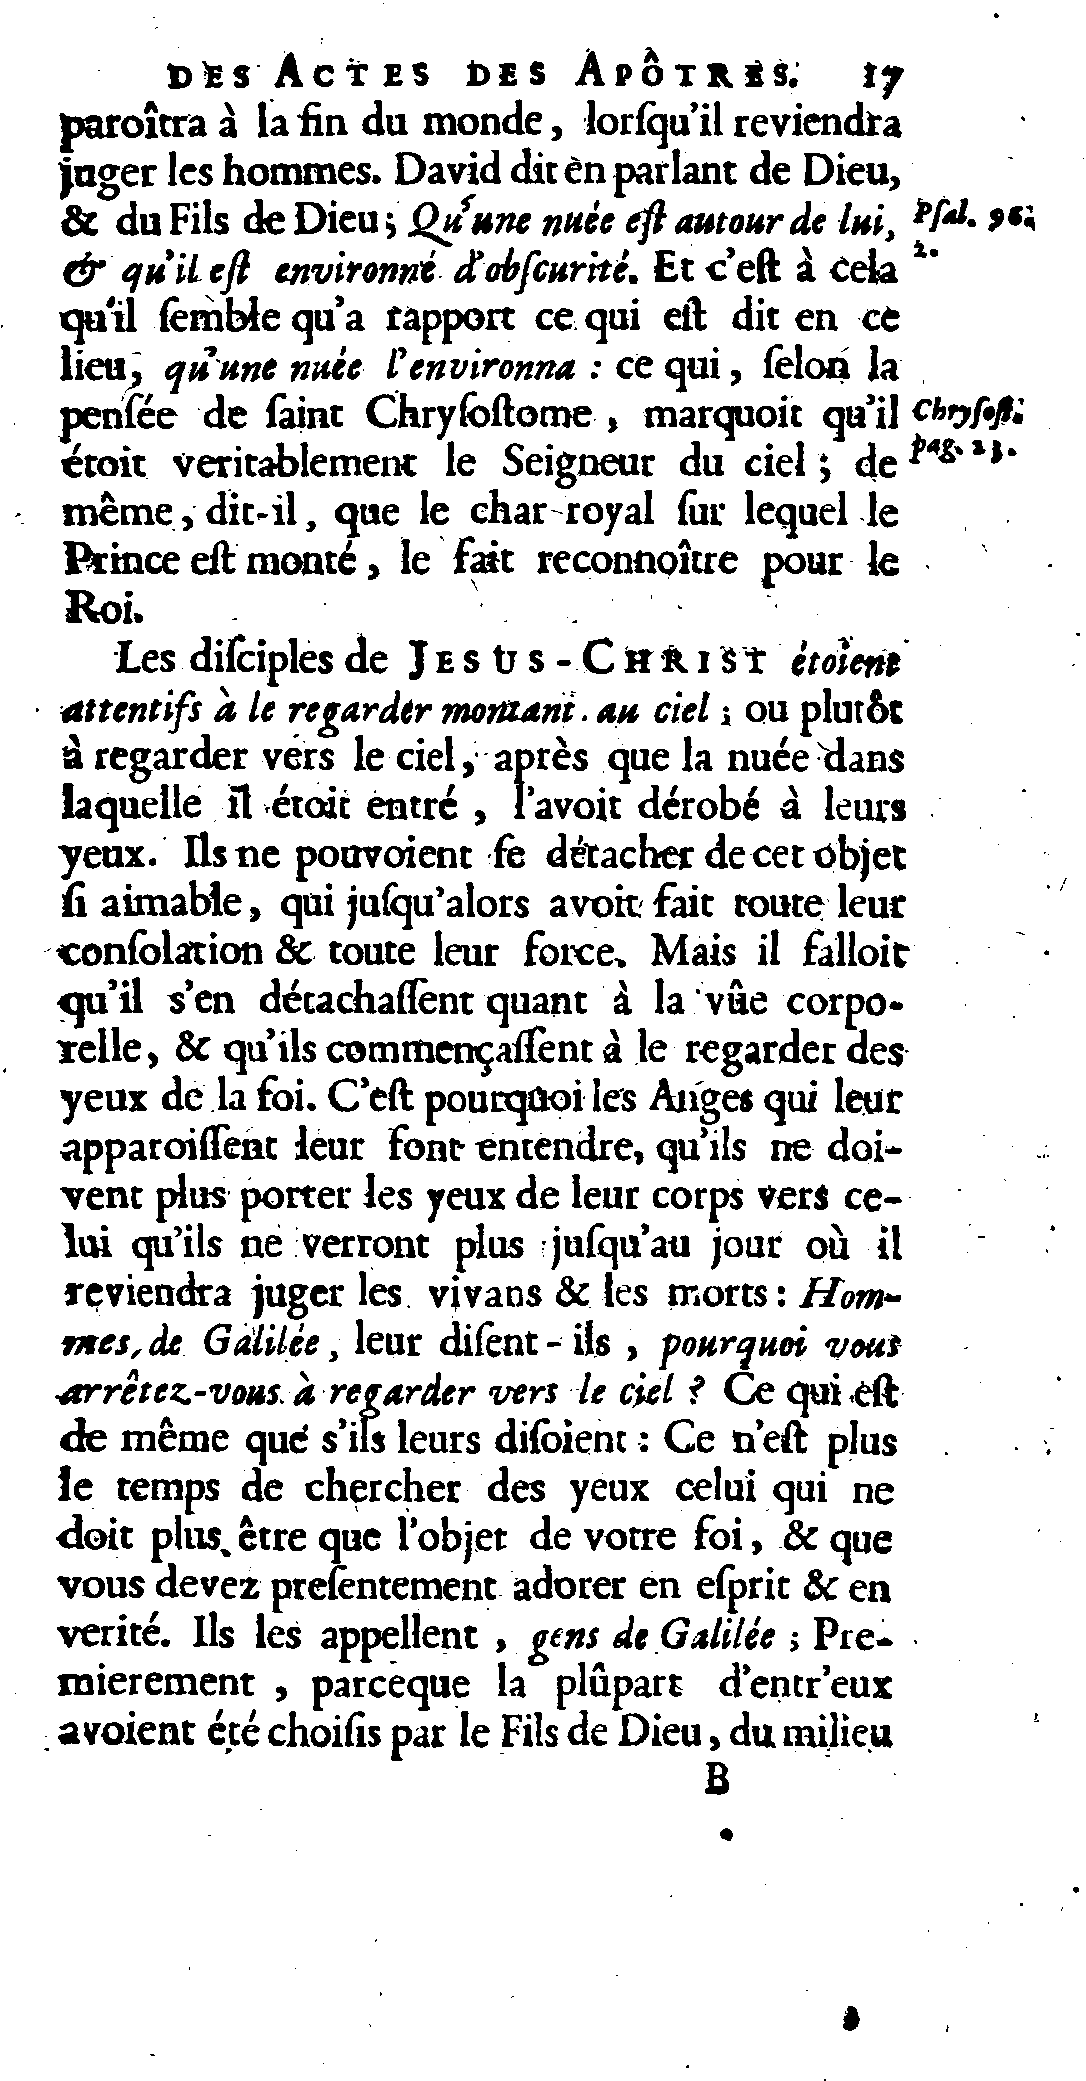 DES ACTES DES APÔTRES. 17
paroîtra à la fin du monde, lorſqu'il reviendra
juger les hommes. David dit en parlant de Dieu,
& du Fils de Dieu; Qu'une nuée eſt autour de lui, Pſal. 96.
& qu'il eſt environné d'obſcurité. Et c'eſt à cela 2.
qu'il ſemble qu'a rapport ce qui eſt dit en ce
lieu, qu'une nuée l'environna : ce qui, ſelon la
penſée de ſaint Chryſoſtome, marquoit qu'il Chryſoſt.
étoit veritablement le Seigneur du ciel; de pag. 23.
même, dit-il, que le char royal ſur lequel le
Prince eſt monté, le fait reconnoître pour le
Roi.
Les diſciples de JESUS-CHRIST étoient
attentifs à le regarder montant au ciel; ou plutôt
à regarder vers le ciel, après que la nuée dans
laquelle il étoit entré, l'avoit dérobé à leurs
yeux. Ils ne pouvoient ſe détacher de cet objet
ſi aimable, qui juſqu'alors avoit fait toute leur
conſolation & toute leur force. Mais il falloit
qu'il s'en détachaſſent quant à la vûe corpo-
relle, & qu'ils commençaſſent à le regarder des
yeux de la foi. C'eſt pourquoi les Anges qui leur
apparoiſſent leur font entendre, qu'ils ne doi-
vent plus porter les yeux de leur corps vers ce-
lui qu'ils ne verront plus juſqu'au jour où il
reviendra juger les vivans & les morts : Hom-
mes de Galilée, leur diſent-ils, pourquoi vous
arrêtez-vous à regarder vers le ciel ? Ce qui eſt
de même que s'ils leurs diſoient : Ce n'eſt plus
le temps de chercher des yeux celui qui ne
doit plus être que l'objet de votre foi, & que
vous devez preſentement adorer en eſprit & en
verité. Ils les appellent, gens de Galilée; Pre-
mierement, parceque la plûpart d'entr'eux
avoient été choiſis par le Fils de Dieu, du milieu
B